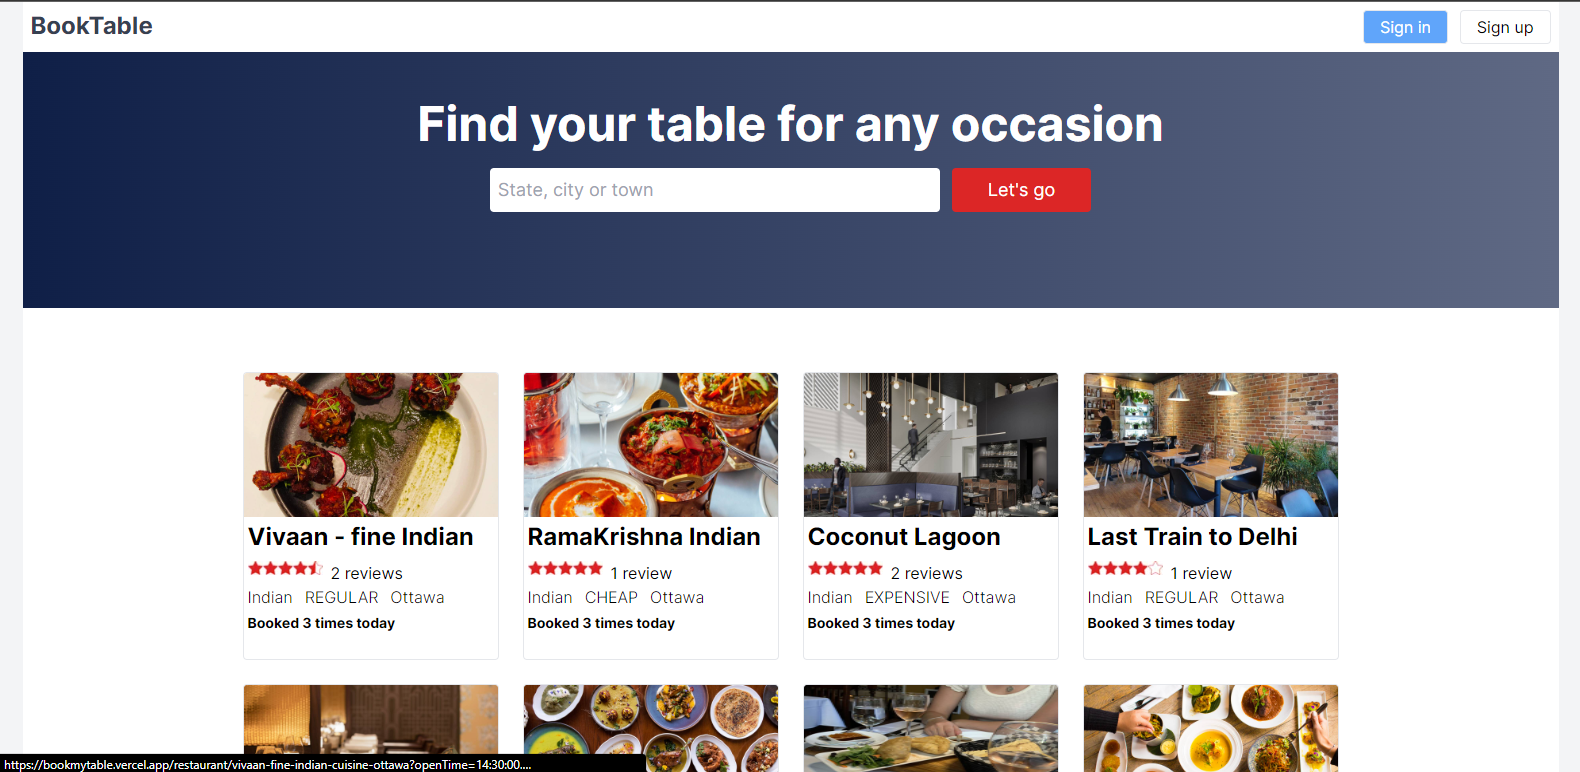 BookTable
Sign in
Sign up
Find your table for any occasion
State, city or town
Let's go
Vivaan - fine Indian
2 reviews
Indian REGULAR Ottawa
Booked 3 times today
RamaKrishna Indian
1 review
Indian CHEAP Ottawa
Booked 3 times today
Coconut Lagoon
2 reviews
Indian EXPENSIVE Ottawa
Booked 3 times today
Last Train to Delhi
1 review
Indian REGULAR Ottawa
Booked 3 times today
https://bookmytable.vercel.app/restaurant/vivaan-fine-indian-cuisine-ottawa?openTime=14:30:00....